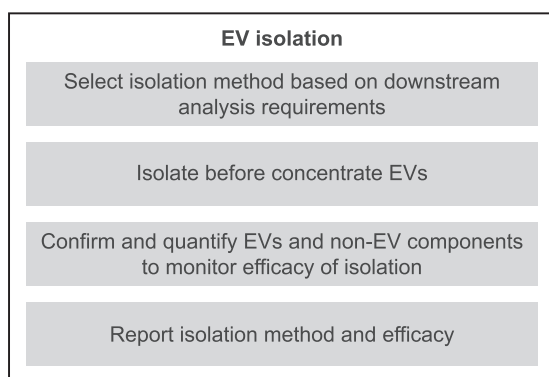 EV isolation
Select isolation method based on downstream
analysis requirements
Isolate before concentrate EVs
Confirm and quantify EVs and non-EV components
to monitor efficacy of isolation
Report isolation method and efficacy